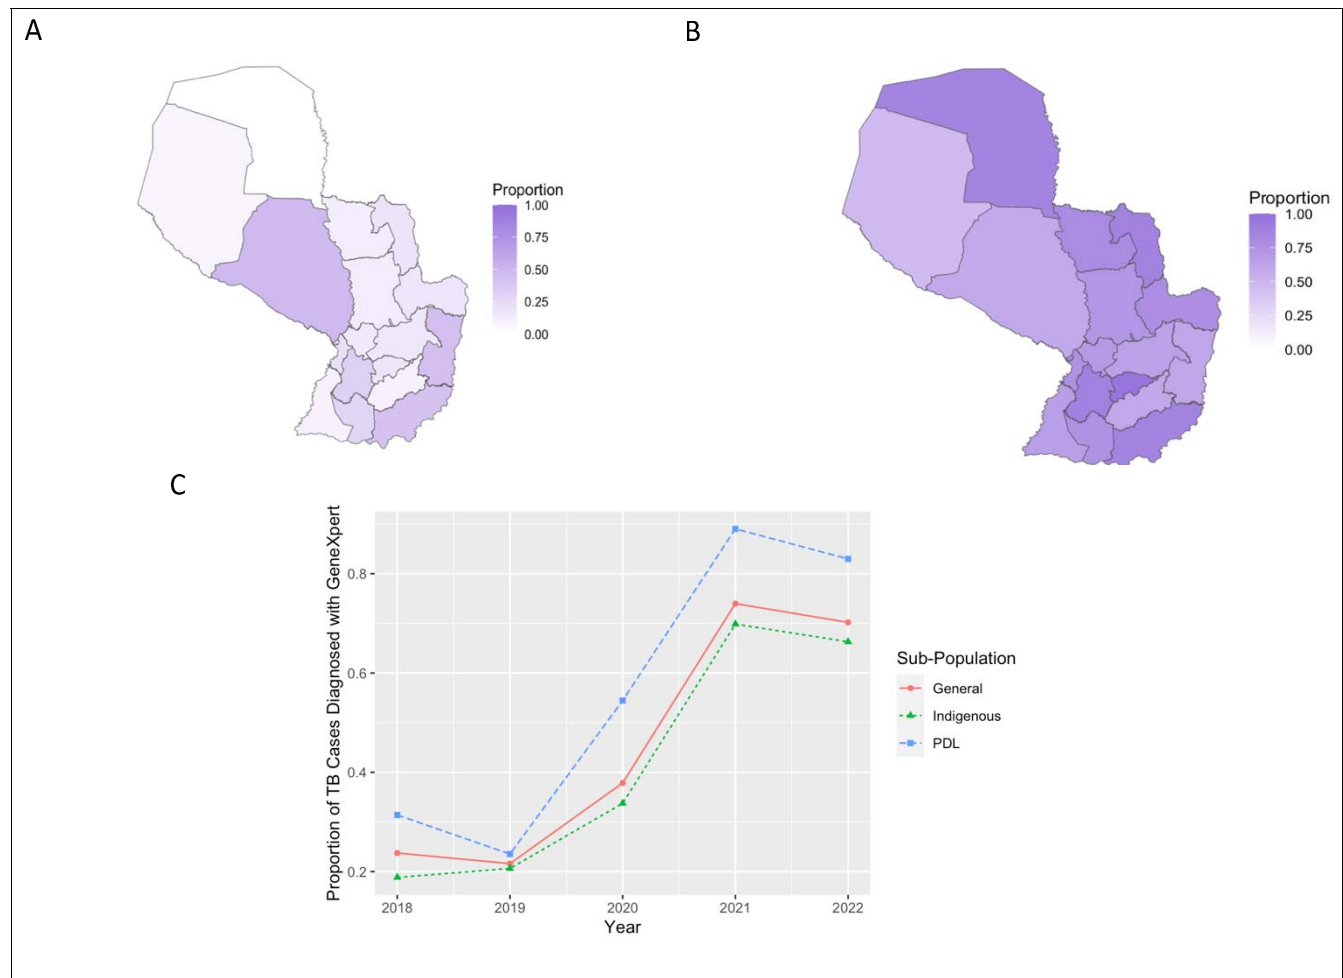 A
B
Proportion
1.00
0.75
0.50
0.25
0.00
Proportion
1.00
0.75
0.50
0.25
0.00
C
Proportion of TB Cases Diagnosed with GeneXpert
0.8
0.6
0.4
0.2
2018 2019 2020 2021 2022
Year
Sub-Population
General
Indigenous
PDL